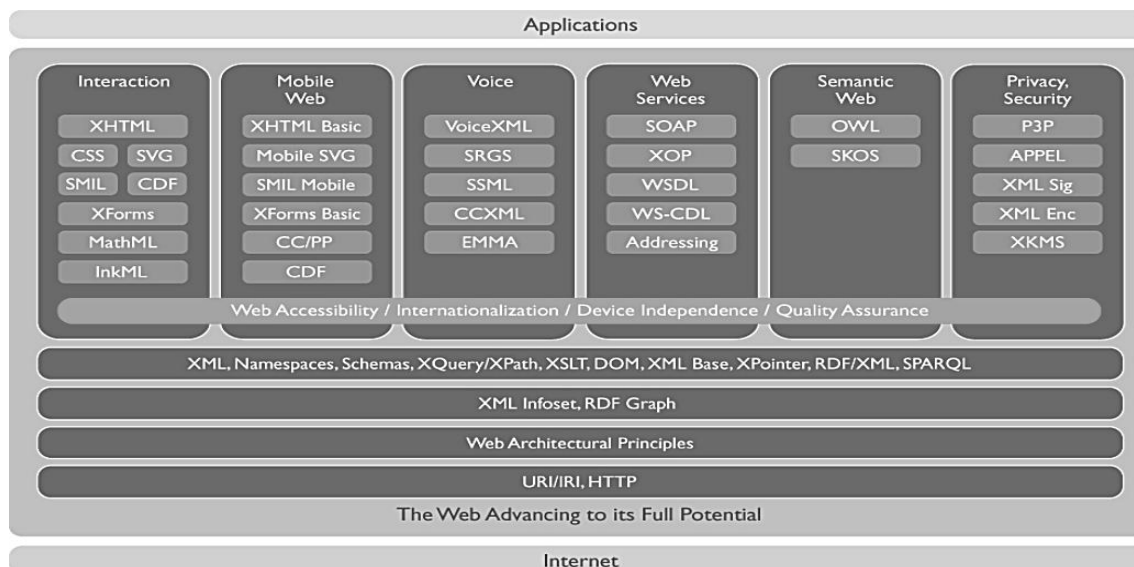 Applications
Interaction
XHTML
CSS
SVG
SMIL
CDF
XForms
MathML
InkML
Mobile
Web
XHTML Basic
Mobile SVG
SMIL Mobile
XForms Basic
CC/PP
CDF
Voice
VoiceXML
SRGS
SSML
CCXML
EMMA
Web
Services
SOAP
XOP
WSDL
WS-CDL
Addressing
Semantic
Web
OWL
SKOS
Privacy,
Security
P3P
APPEL
XML Sig
XML Enc
XKMS
Web Accessibility / Internationalization / Device Independence / Quality Assurance
XML, Namespaces, Schemas, XQuery/XPath, XSLT, DOM, XML Base, XPointer, RDF/XML, SPARQL
XML Infoset, RDF Graph
Web Architectural Principles
URI/IRI, HTTP
The Web Advancing to its Full Potential
Internet